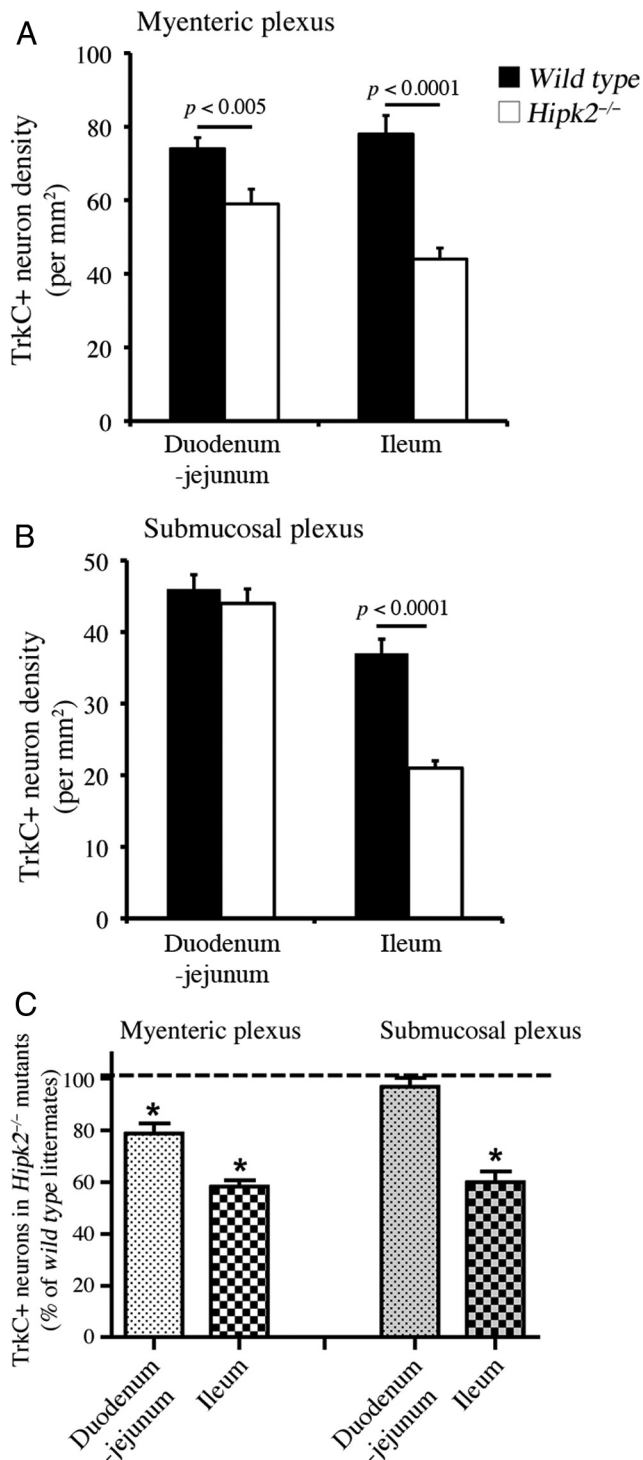 A
Myenteric plexus
Wild type
Hipk2⁻/⁻
p < 0.005
p < 0.0001
TrkC+ neuron density
(per mm²)
100
80
60
40
20
0
Duodenum
-jejunum
Ileum
B
Submucosal plexus
p < 0.0001
TrkC+ neuron density
(per mm²)
50
40
30
20
10
0
Duodenum
-jejunum
Ileum
C
Myenteric plexus
Submucosal plexus
TrkC+ neurons in Hipk2⁻/⁻ mutants
(% of wild type littermates)
100
80
60
40
20
0
*
*
*
Duodenum
-jejunum
Ileum
Duodenum
-jejunum
Ileum